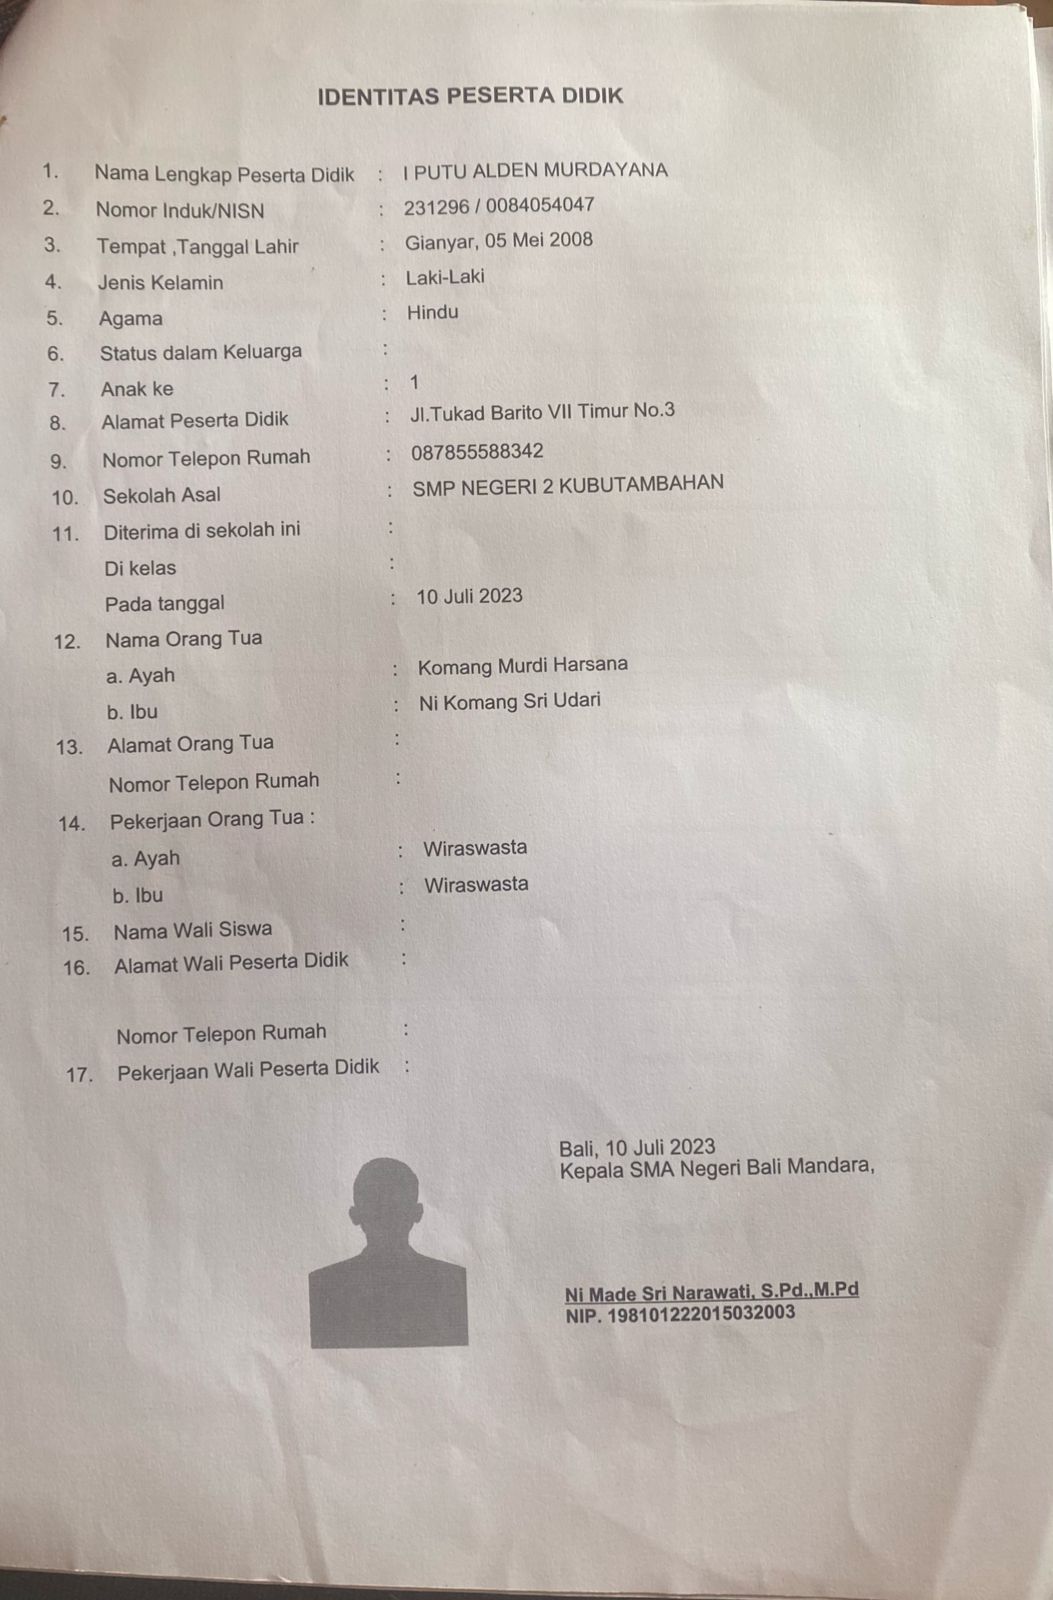 IDENTITAS PESERTA DIDIK
1. Nama Lengkap Peserta Didik : I PUTU ALDEN MURDAYANA
2. Nomor Induk/NISN : 231296 / 0084054047
3. Tempat ,Tanggal Lahir : Gianyar, 05 Mei 2008
4. Jenis Kelamin : Laki-Laki
5. Agama : Hindu
6. Status dalam Keluarga :
7. Anak ke : 1
8. Alamat Peserta Didik : Jl.Tukad Barito VII Timur No.3
9. Nomor Telepon Rumah : 087855588342
10. Sekolah Asal : SMP NEGERI 2 KUBUTAMBAHAN
11. Diterima di sekolah ini :
Di kelas :
Pada tanggal : 10 Juli 2023
12. Nama Orang Tua
a. Ayah : Komang Murdi Harsana
b. Ibu : Ni Komang Sri Udari
13. Alamat Orang Tua :
Nomor Telepon Rumah :
14. Pekerjaan Orang Tua :
a. Ayah : Wiraswasta
b. Ibu : Wiraswasta
15. Nama Wali Siswa :
16. Alamat Wali Peserta Didik :
Nomor Telepon Rumah :
17. Pekerjaan Wali Peserta Didik :
Bali, 10 Juli 2023
Kepala SMA Negeri Bali Mandara,
Ni Made Sri Narawati, S.Pd.,M.Pd
NIP. 198101222015032003